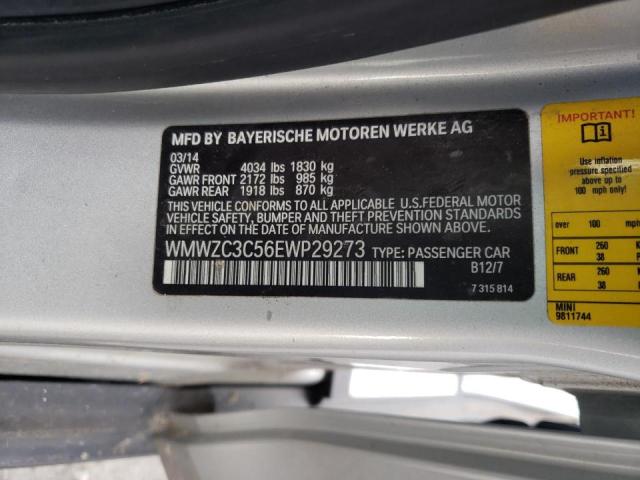 MFD BY BAYERISCHE MOTOREN WERKE AG
03/14
GVWR 4034 lbs 1830 kg
GAWR FRONT 2172 lbs 985 kg
GAWR REAR 1918 lbs 870 kg
THIS VEHICLE CONFORMS TO ALL APPLICABLE U.S.FEDERAL MOTOR
VEHICLE SAFETY, BUMPER AND THEFT PREVENTION STANDARDS
IN EFFECT ON THE DATE OF MANUFACTURE SHOWN ABOVE.
WMWZC3C56EWP29273 TYPE: PASSENGER CAR
B12/7
7 315 814
IMPORTANT!
Use inflation
pressure specified
above for up to
100 mph only!
over 100 mph
FRONT 260
38
REAR 260
38
MINI
9811744